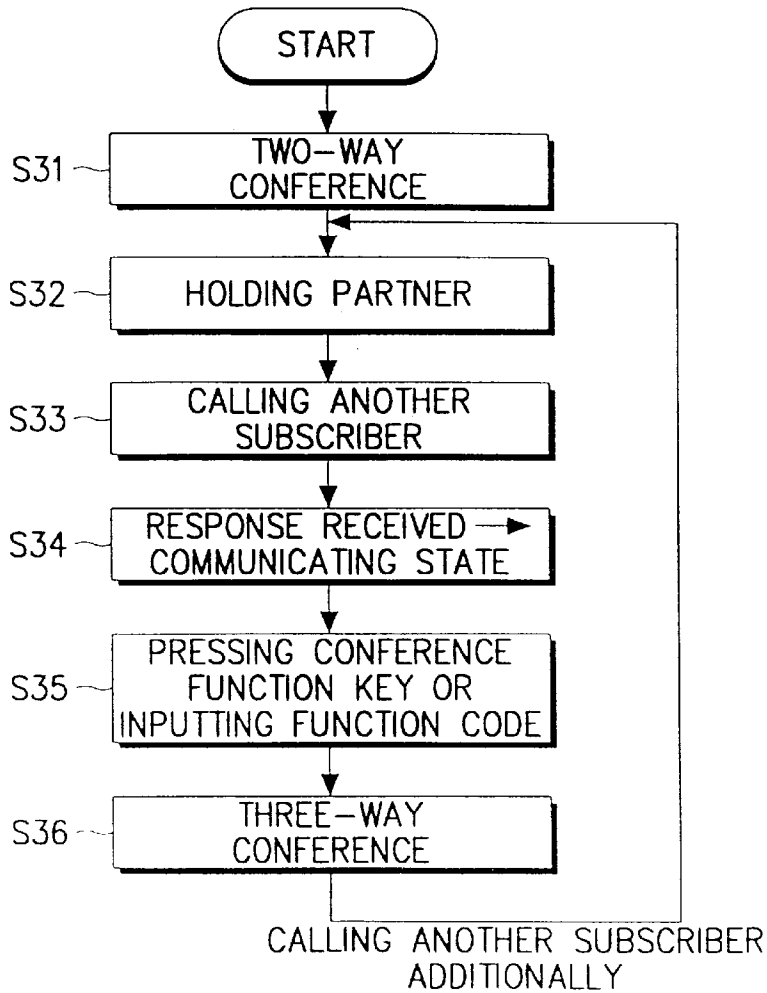 START
S31
TWO-WAY
CONFERENCE
S32
HOLDING PARTNER
S33
CALLING ANOTHER
SUBSCRIBER
S34
RESPONSE RECEIVED →
COMMUNICATING STATE
S35
PRESSING CONFERENCE
FUNCTION KEY OR
INPUTTING FUNCTION CODE
S36
THREE-WAY
CONFERENCE
CALLING ANOTHER SUBSCRIBER
ADDITIONALLY